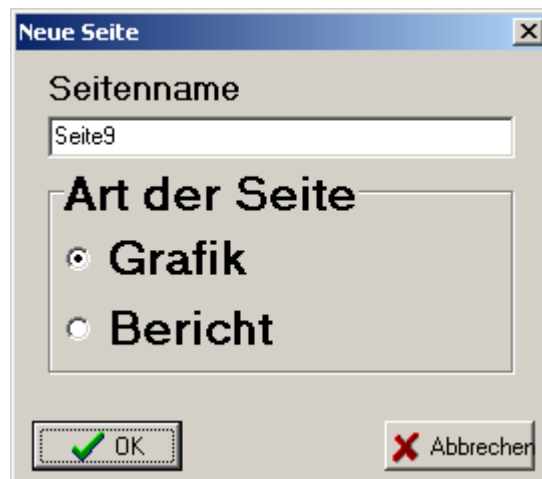 Neue Seite
Seitenname
Seite9
Art der Seite
Grafik
Bericht
OK
Abbrechen